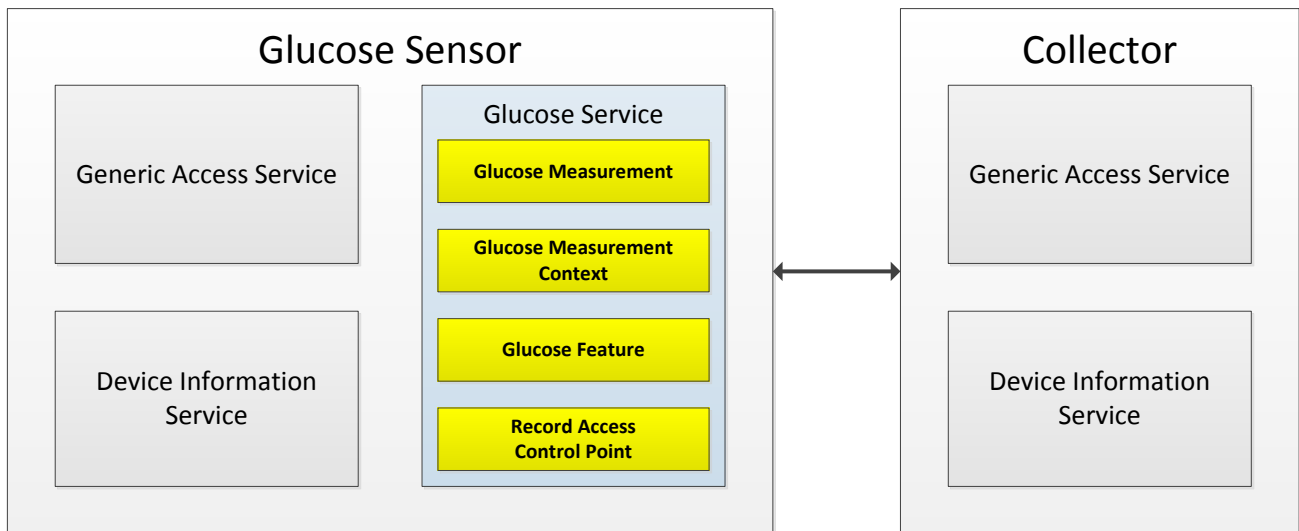 Glucose Sensor
Generic Access Service
Device Information
Service
Glucose Service
Glucose Measurement
Glucose Measurement
Context
Glucose Feature
Record Access
Control Point
Collector
Generic Access Service
Device Information
Service